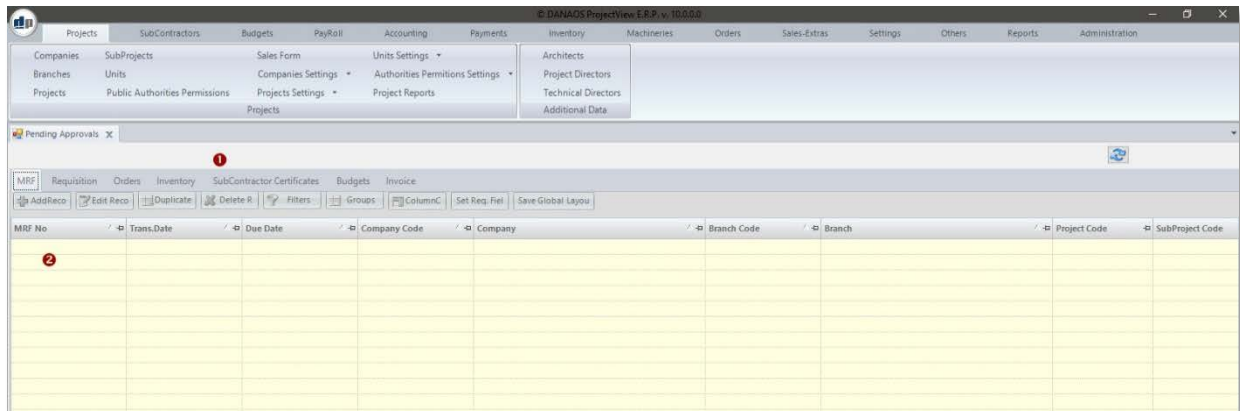 © DANAOS ProjectView E.R.P. v. 10.0.0.0
dp
Projects SubContractors Budgets PayRoll Accounting Payments Inventory Machineries Orders Sales-Extras Settings Others Reports Administration
Companies SubProjects Sales Form Units Settings Architects
Branches Units Companies Settings Authorities Permitions Settings Project Directors
Projects Public Authorities Permissions Projects Settings Project Reports Technical Directors
Projects Additional Data
Pending Approvals x
1
MRF Requisition Orders Inventory SubContractor Certificates Budgets Invoice
AddReco Edit Reco Duplicate Delete R Filters Groups ColumnC Set Req. Fiel Save Global Layou
MRF No Trans.Date Due Date Company Code Company Branch Code Branch Project Code SubProject Code
2